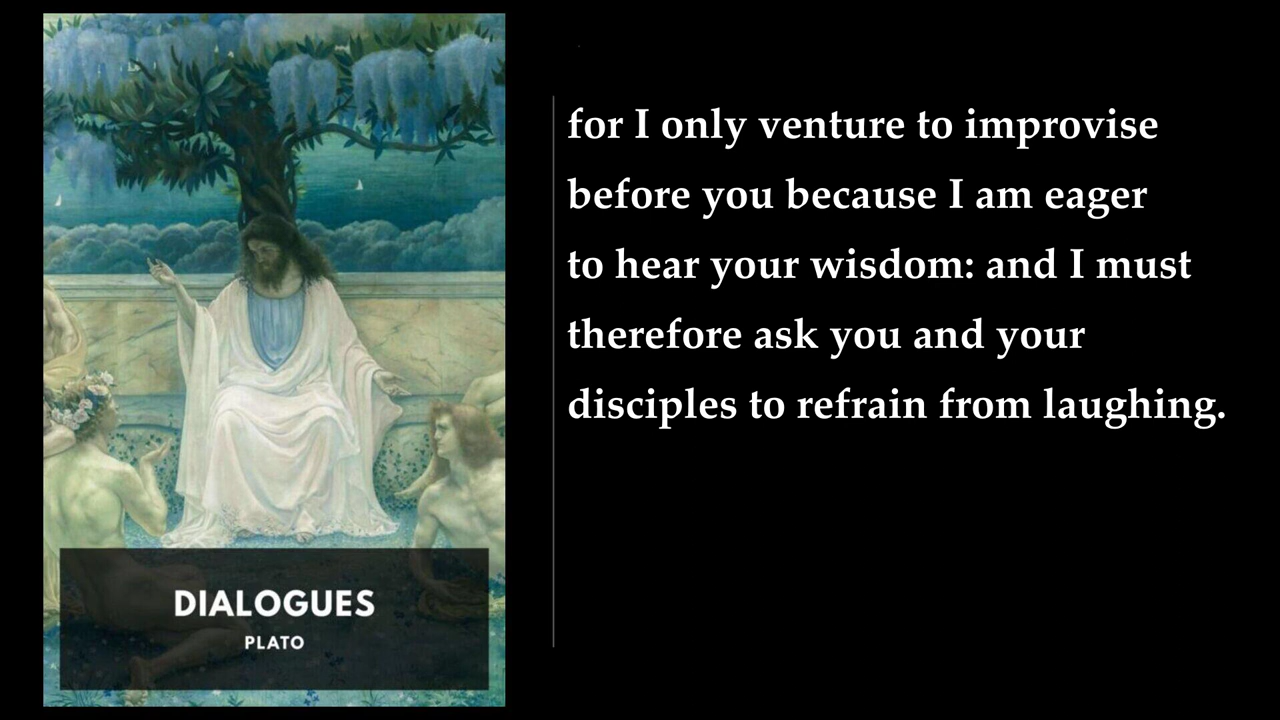 for I only venture to improvise
before you because I am eager
to hear your wisdom: and I must
therefore ask you and your
disciples to refrain from laughing.
DIALOGUES
PLATO